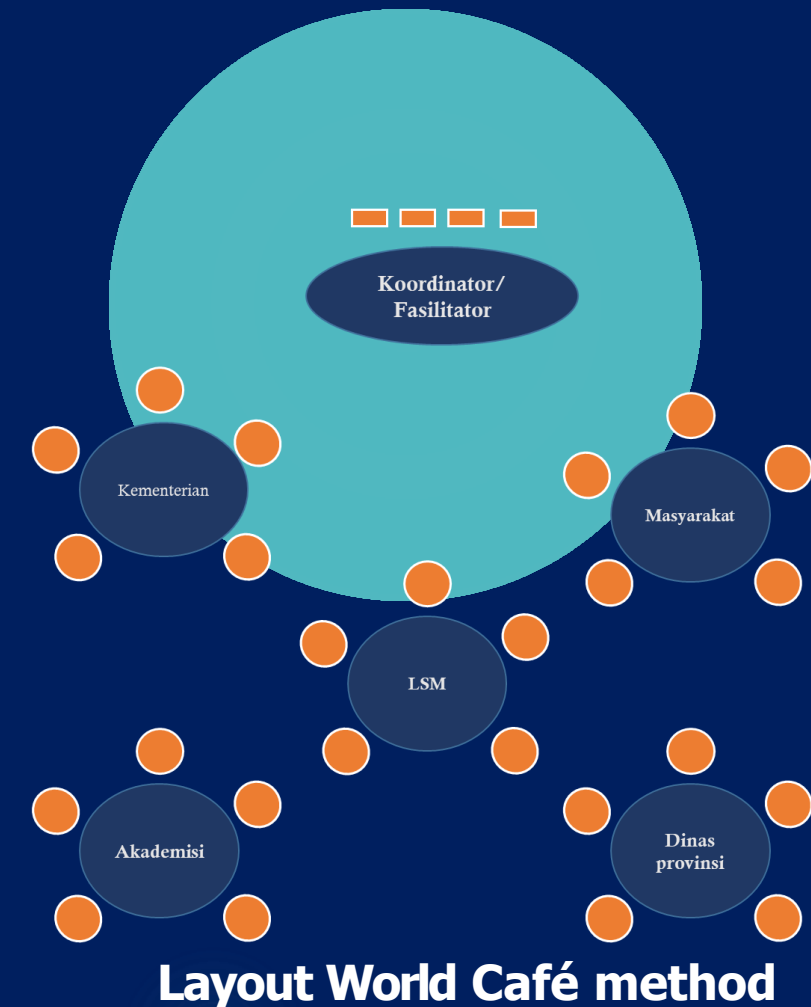 Koordinator/
Fasilitator
Kementerian
Masyarakat
LSM
Akademisi
Dinas
provinsi
Layout World Café method